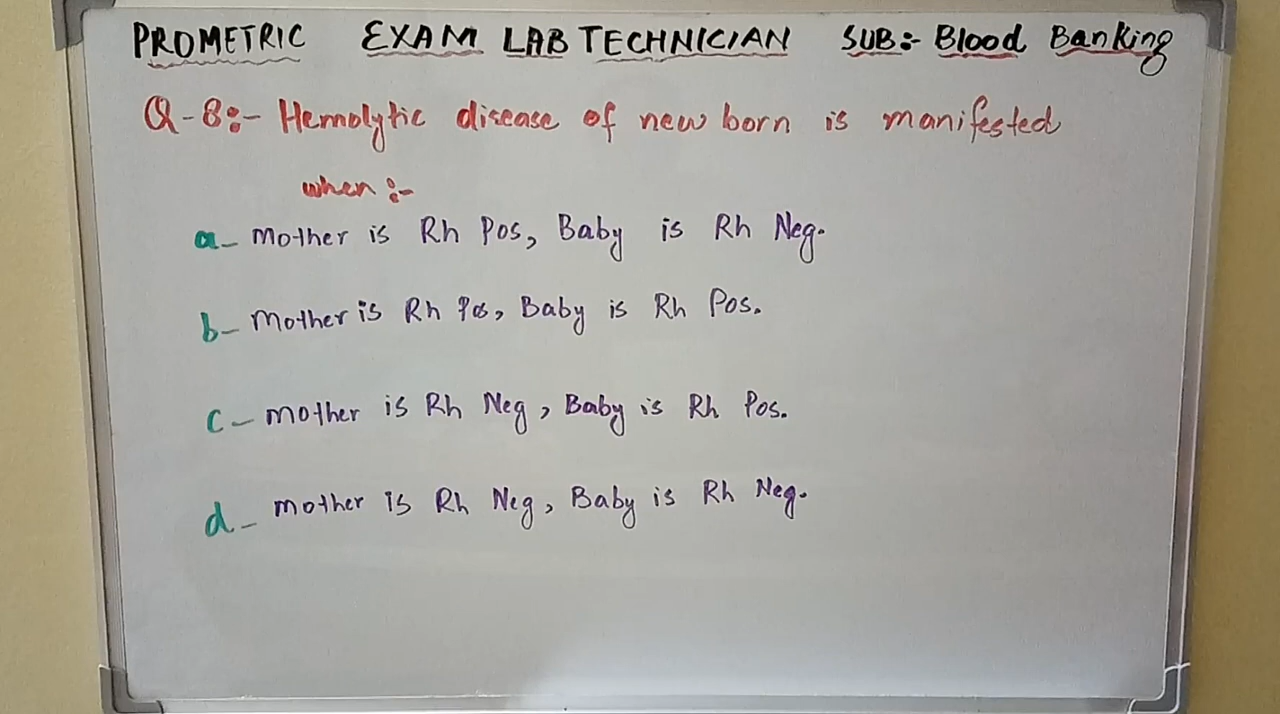 PROMETRIC EXAM LAB TECHNICIAN SUB:- Blood Banking
Q-8:- Hemolytic disease of new born is manifested
when:-
a- Mother is Rh Pos, Baby is Rh Neg.
b- Mother is Rh Pos, Baby is Rh Pos.
c- Mother is Rh Neg, Baby is Rh Pos.
d- Mother is Rh Neg, Baby is Rh Neg.